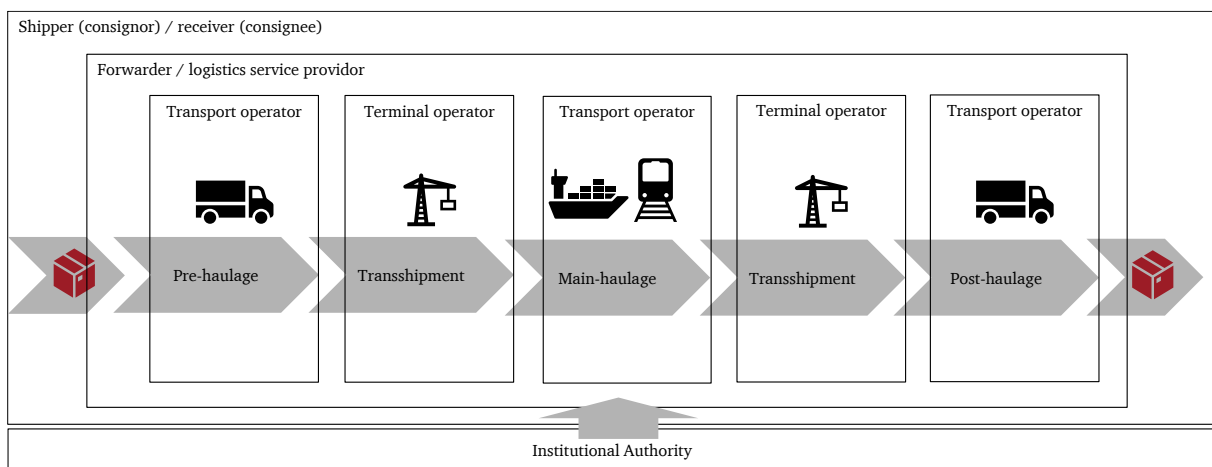 Shipper (consignor) / receiver (consignee)
Forwarder / logistics service providor
Transport operator
Terminal operator
Transport operator
Terminal operator
Transport operator
Pre-haulage
Transshipment
Main-haulage
Transshipment
Post-haulage
Institutional Authority